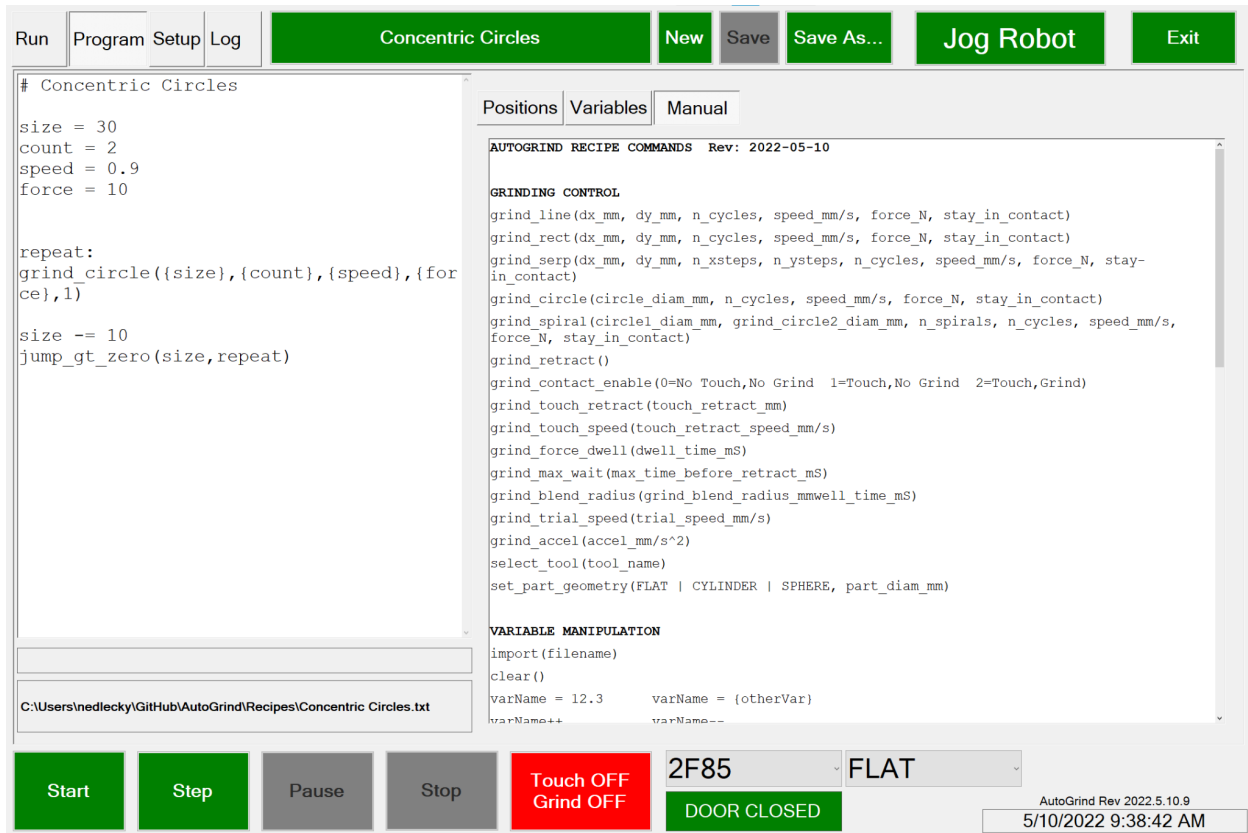 Run Program Setup Log Concentric Circles New Save Save As... Jog Robot Exit
# Concentric Circles
size = 30
count = 2
speed = 0.9
force = 10
repeat:
grind_circle({size},{count},{speed},{for
ce},1)
size -= 10
jump_gt_zero(size,repeat)
C:\Users\nedlecky\GitHub\AutoGrind\Recipes\Concentric Circles.txt
Positions Variables Manual
AUTOGRIND RECIPE COMMANDS Rev: 2022-05-10
GRINDING CONTROL
grind_line(dx_mm, dy_mm, n_cycles, speed_mm/s, force_N, stay_in_contact)
grind_rect(dx_mm, dy_mm, n_cycles, speed_mm/s, force_N, stay_in_contact)
grind_serp(dx_mm, dy_mm, n_xsteps, n_ysteps, n_cycles, speed_mm/s, force_N, stay-
in_contact)
grind_circle(circle_diam_mm, n_cycles, speed_mm/s, force_N, stay_in_contact)
grind_spiral(circle1_diam_mm, grind_circle2_diam_mm, n_spirals, n_cycles, speed_mm/s,
force_N, stay_in_contact)
grind_retract()
grind_contact_enable(0=No Touch,No Grind 1=Touch,No Grind 2=Touch,Grind)
grind_touch_retract(touch_retract_mm)
grind_touch_speed(touch_retract_speed_mm/s)
grind_force_dwell(dwell_time_mS)
grind_max_wait(max_time_before_retract_mS)
grind_blend_radius(grind_blend_radius_mmwell_time_mS)
grind_trial_speed(trial_speed_mm/s)
grind_accel(accel_mm/s^2)
select_tool(tool_name)
set_part_geometry(FLAT | CYLINDER | SPHERE, part_diam_mm)
VARIABLE MANIPULATION
import(filename)
clear()
varName = 12.3 varName = {otherVar}
varName++ varName--
Start Step Pause Stop
Touch OFF
Grind OFF
2F85 FLAT
DOOR CLOSED
AutoGrind Rev 2022.5.10.9
5/10/2022 9:38:42 AM